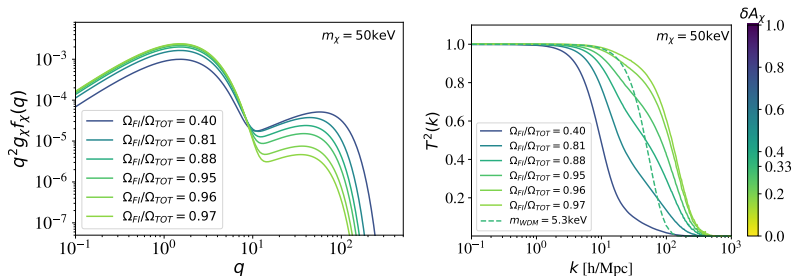 m_χ = 50keV
q² g_χ f_χ(q)
10⁻³
10⁻⁴
10⁻⁵
10⁻⁶
10⁻⁷
Ω_FI/Ω_TOT = 0.40
Ω_FI/Ω_TOT = 0.81
Ω_FI/Ω_TOT = 0.88
Ω_FI/Ω_TOT = 0.95
Ω_FI/Ω_TOT = 0.96
Ω_FI/Ω_TOT = 0.97
10⁻¹ 10⁰ 10¹ 10²
q
m_χ = 50keV
T²(k)
1.0
0.8
0.6
0.4
0.2
Ω_FI/Ω_TOT = 0.40
Ω_FI/Ω_TOT = 0.81
Ω_FI/Ω_TOT = 0.88
Ω_FI/Ω_TOT = 0.95
Ω_FI/Ω_TOT = 0.96
Ω_FI/Ω_TOT = 0.97
m_WDM = 5.3keV
10⁻¹ 10⁰ 10¹ 10² 10³
k [h/Mpc]
δA_χ
1.0
0.8
0.6
0.4
0.33
0.2
0.0